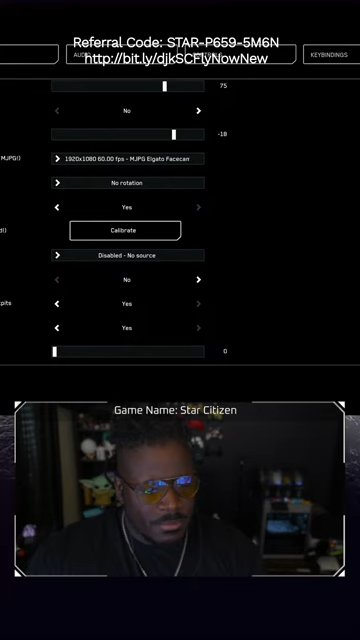 Referral Code: STAR-P659-5M6N
http://bit.ly/djkSCFlyNowNew
KEYBINDINGS
75
No
-18
MJPG!)
1920x1080 60.00 fps - MJPG Elgato Facecam
No rotation
Yes
Calibrate
Disabled - No source
No
Yes
Yes
0
Game Name: Star Citizen